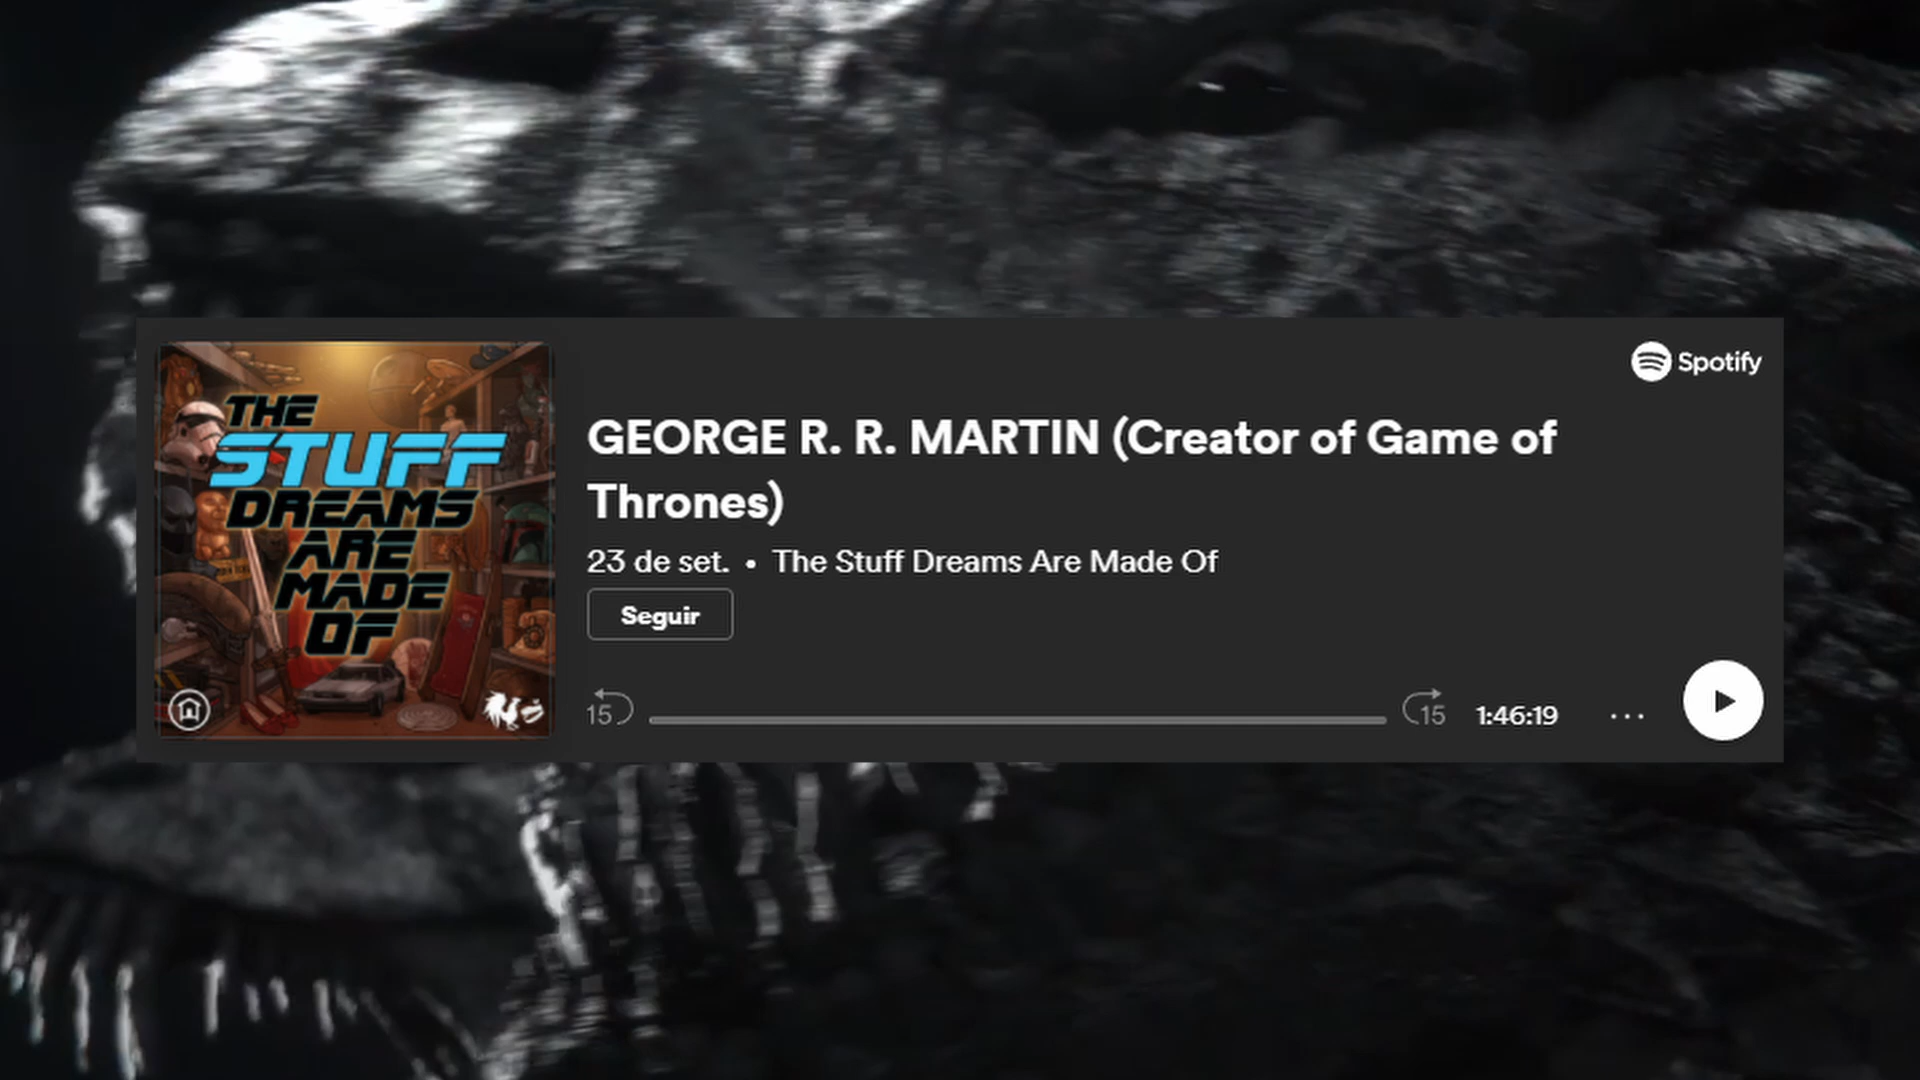 Spotify
THE
STUFF
DREAMS
ARE
MADE
OF
GEORGE R. R. MARTIN (Creator of Game of
Thrones)
23 de set. • The Stuff Dreams Are Made Of
Seguir
15
15
1:46:19